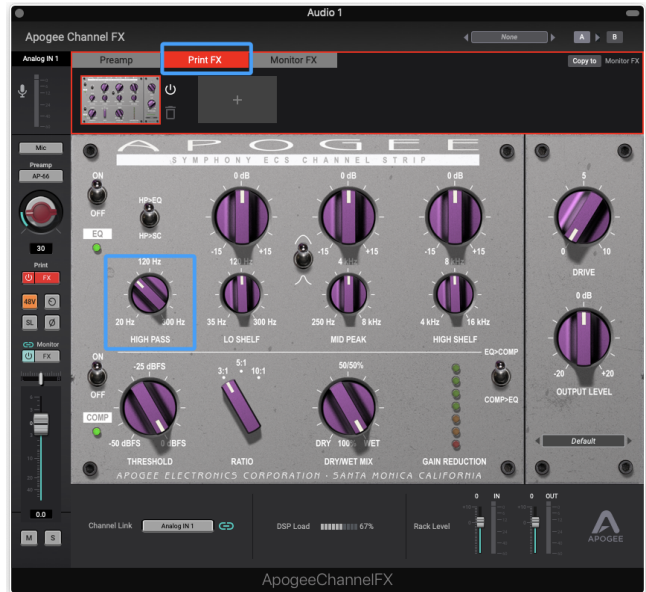 Audio 1
Apogee Channel FX
None
A
B
Analog IN 1
Preamp
Print FX
Monitor FX
Copy to Monitor FX
+
Mic
Preamp
AP-66
30
Print
FX
48V
SL
Ø
Monitor
FX
0.0
M
S
APOGEE
SYMPHONY ECS CHANNEL STRIP
ON
OFF
EQ
HP>EQ
HP>SC
0 dB
-15
+15
0 dB
-15
+15
0 dB
-15
+15
120 Hz
20 Hz
HIGH PASS
35 Hz
300 Hz
LO SHELF
250 Hz
8 kHz
MID PEAK
4 kHz
16 kHz
HIGH SHELF
5
0
10
DRIVE
0 dB
-20
+20
OUTPUT LEVEL
Default
ON
OFF
COMP
-25 dBFS
-50 dBFS
0 dBFS
THRESHOLD
3:1
5:1
10:1
RATIO
50/50%
DRY
100%
WET
DRY/WET MIX
GAIN REDUCTION
EQ>COMP
COMP>EQ
APOGEE ELECTRONICS CORPORATION - SANTA MONICA CALIFORNIA
Channel Link
Analog IN 1
DSP Load
67%
Rack Level
0
IN
0
OUT
APOGEE
ApogeeChannelFX